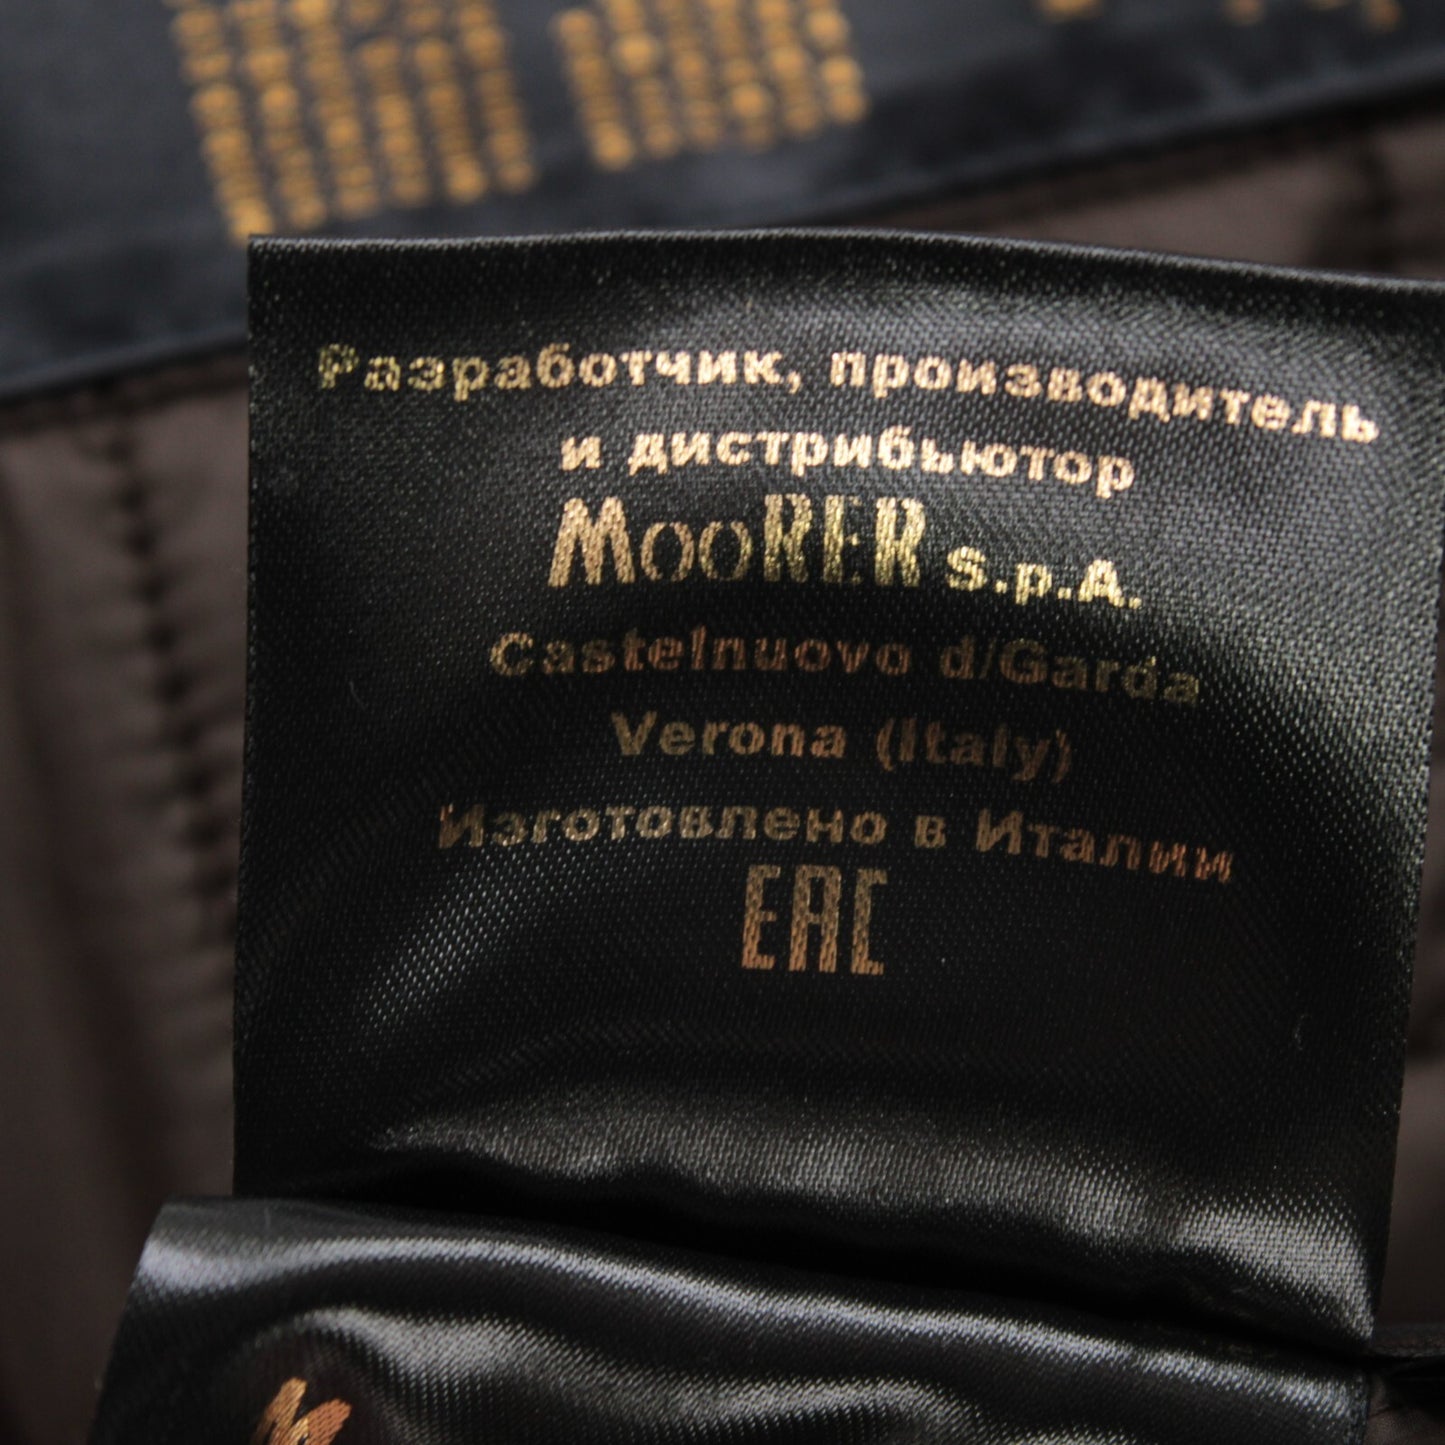 Разработчик, производитель
и дистрибьютор
MOORER S.p.A.
Castelnuovo d/Garda
Verona (Italy)
Изготовлено в Италии
EAC